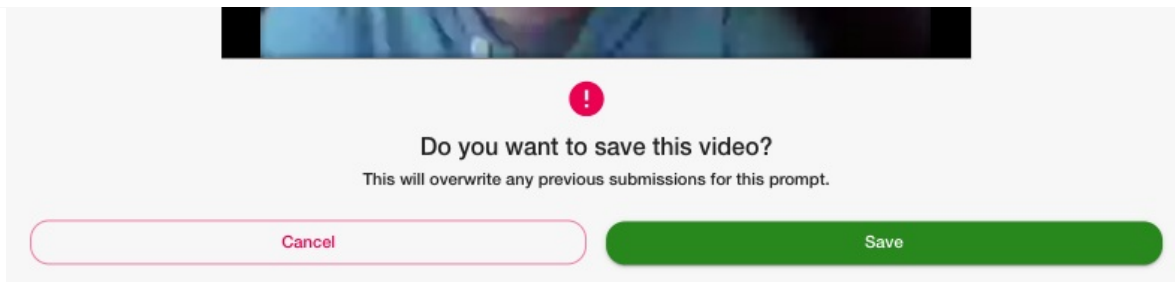 Do you want to save this video?
This will overwrite any previous submissions for this prompt.
Cancel
Save